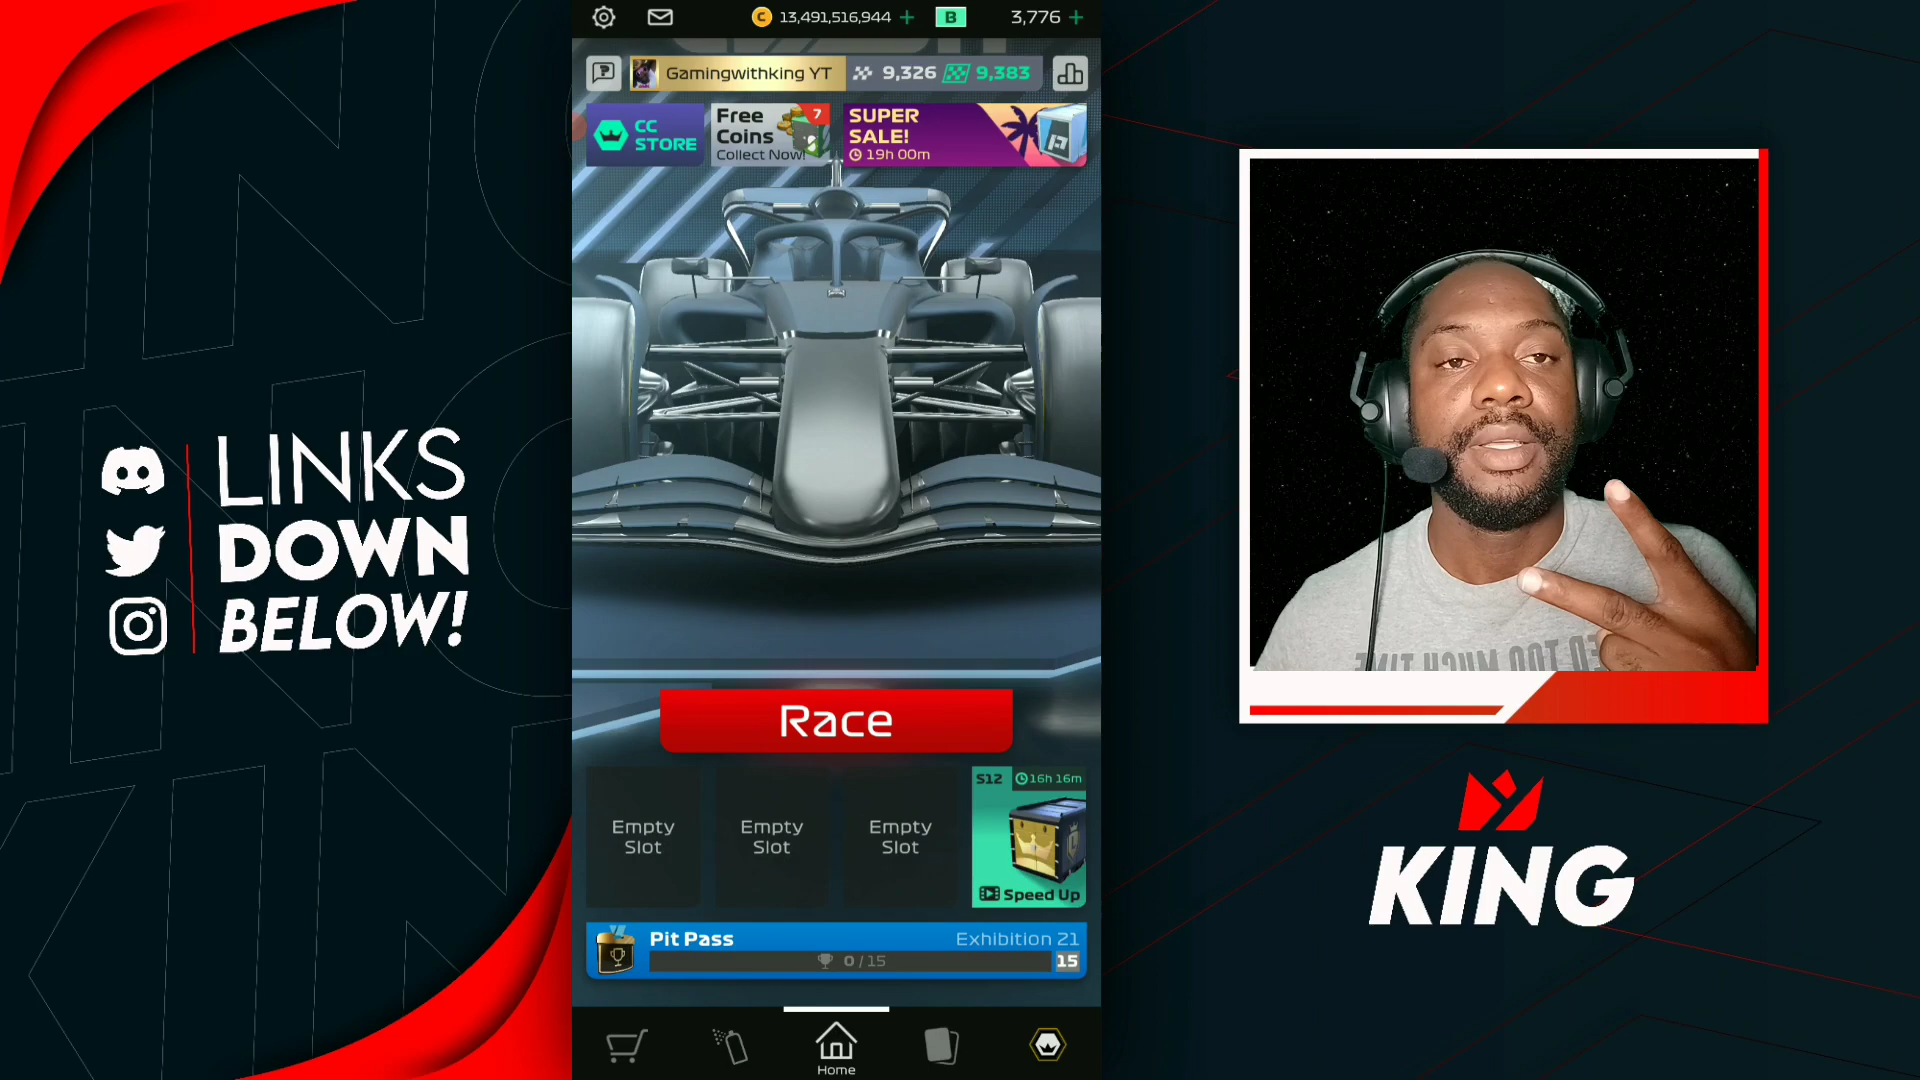 LINKS
DOWN
BELOW!
C 13,491,516,944 + B 3,776 +
Gamingwithking YT 9,326 9,383
CC
STORE
Free
Coins
Collect Now!
7
SUPER
SALE!
19h 00m
Race
Empty
Slot
Empty
Slot
Empty
Slot
S12 16h 16m
Speed Up
Pit Pass Exhibition 21
0 / 15 15
Home
KING